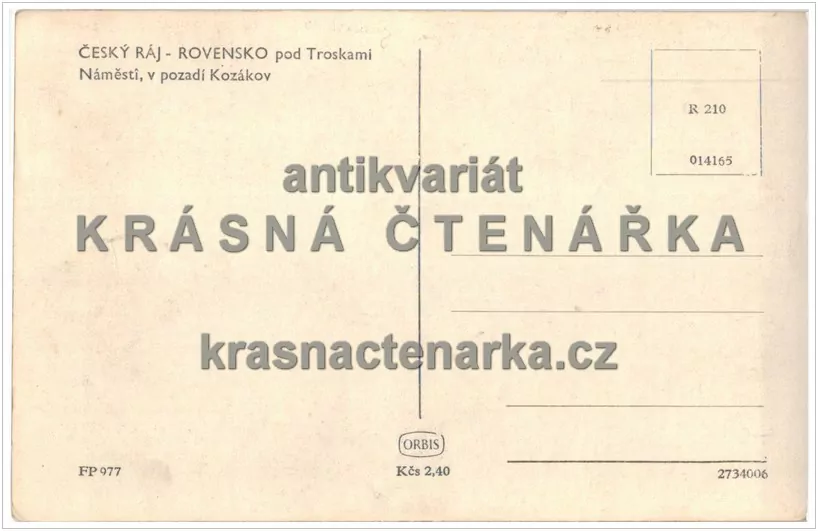 ČESKÝ RÁJ - ROVENSKO pod Troskami
Náměstí, v pozadí Kozákov
R 210
014165
antikvariát
KRÁSNÁ ČTENÁŘKA
krasnactenarka.cz
ORBIS
FP 977
Kčs 2,40
2734006